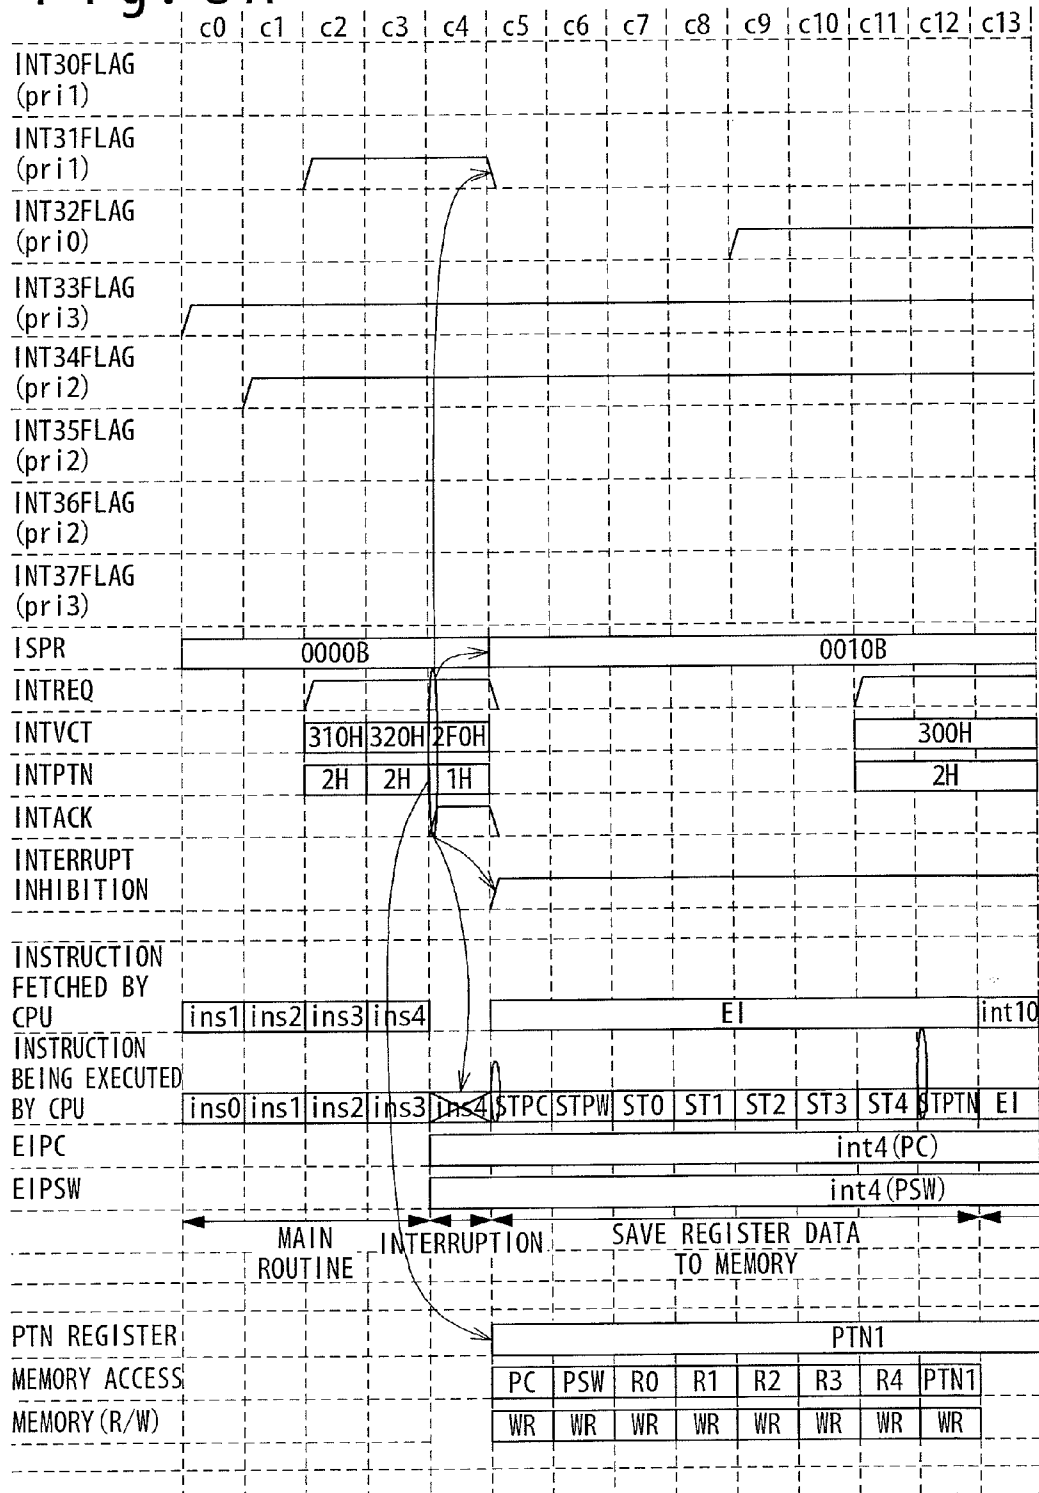 c0 c1 c2 c3 c4 c5 c6 c7 c8 c9 c10 c11 c12 c13
INT30FLAG
(pri1)
INT31FLAG
(pri1)
INT32FLAG
(pri0)
INT33FLAG
(pri3)
INT34FLAG
(pri2)
INT35FLAG
(pri2)
INT36FLAG
(pri2)
INT37FLAG
(pri3)
ISPR 0000B 0010B
INTREQ
INTVCT 310H 320H 2F0H 300H
INTPTN 2H 2H 1H 2H
INTACK
INTERRUPT
INHIBITION
INSTRUCTION
FETCHED BY
CPU ins1 ins2 ins3 ins4 EI int10
INSTRUCTION
BEING EXECUTED
BY CPU ins0 ins1 ins2 ins3 ins4 STPC STPW ST0 ST1 ST2 ST3 ST4 STPTN EI
EIPC int4(PC)
EIPSW int4(PSW)
MAIN
ROUTINE
INTERRUPTION
SAVE REGISTER DATA
TO MEMORY
PTN REGISTER PTN1
MEMORY ACCESS PC PSW R0 R1 R2 R3 R4 PTN1
MEMORY(R/W) WR WR WR WR WR WR WR WR